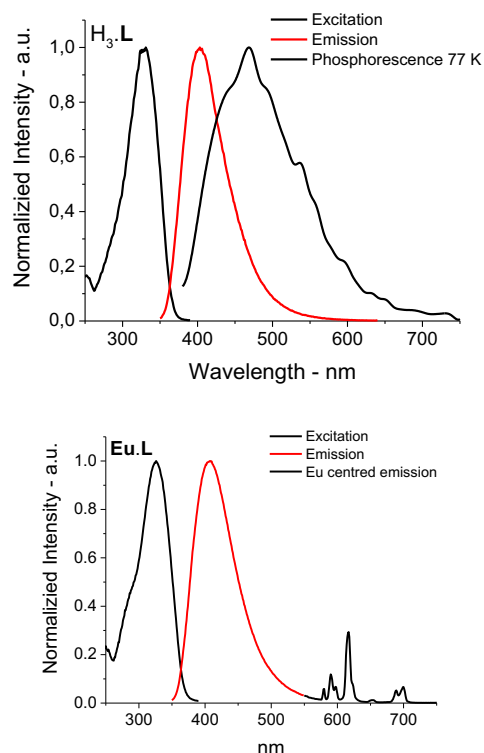 H3.L
Excitation
Emission
Phosphorescence 77 K
Normalizied Intensity - a.u.
1,0
0,8
0,6
0,4
0,2
0,0
300 400 500 600 700
Wavelength - nm
Eu.L
Excitation
Emission
Eu centred emission
Normalizied Intensity - a.u.
1.0
0.8
0.6
0.4
0.2
0.0
300 400 500 600 700
nm